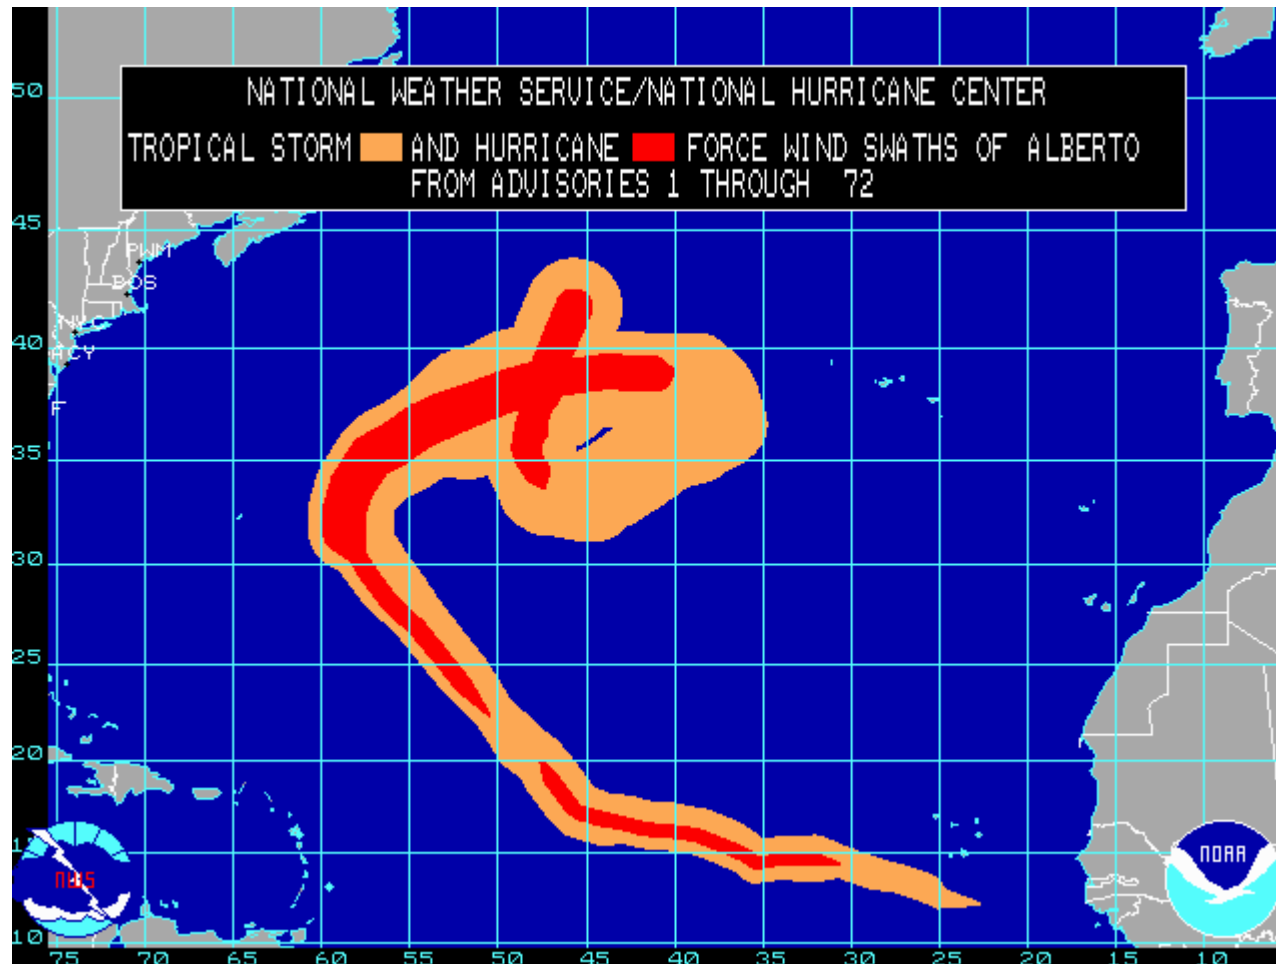 NATIONAL WEATHER SERVICE/NATIONAL HURRICANE CENTER
TROPICAL STORM AND HURRICANE FORCE WIND SWATHS OF ALBERTO
FROM ADVISORIES 1 THROUGH 72
50
45
PWM
BOS
40
ACY
F
35
30
25
20
15
NWS
NOAA
10
75 70 65 60 55 50 45 40 35 30 25 20 15 10